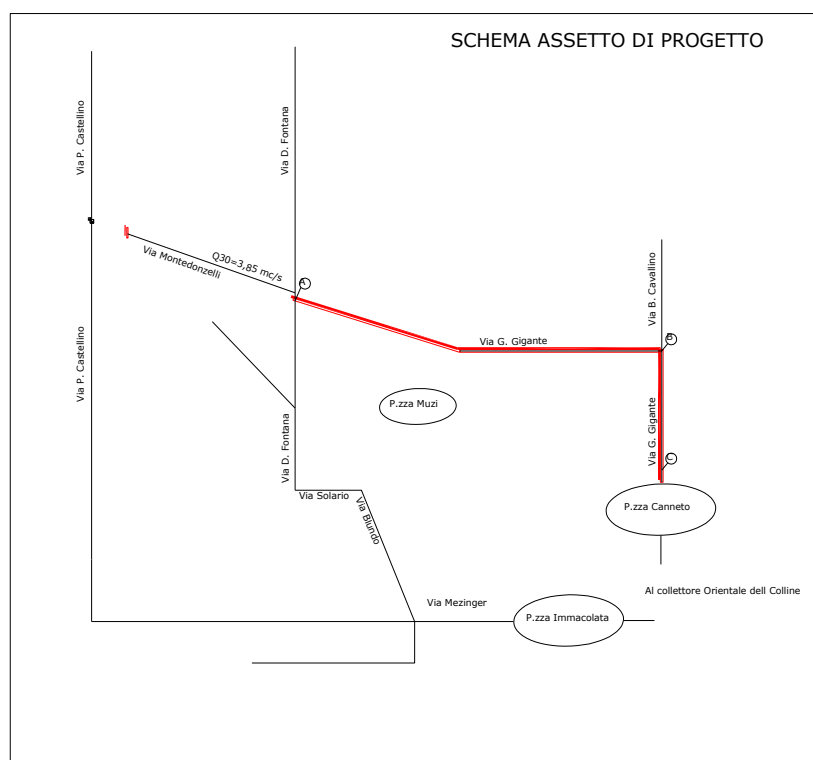 SCHEMA ASSETTO DI PROGETTO
Via P. Castellino
Via D. Fontana
Q30=3,85 mc/s
Via Montedonzelli
A
Via B. Cavallino
B
Via G. Gigante
Via P. Castellino
P.zza Muzi
Via D. Fontana
Via G. Gigante
C
Via Solario
Via Blundo
P.zza Canneto
Al collettore Orientale dell Colline
Via Mezinger
P.zza Immacolata